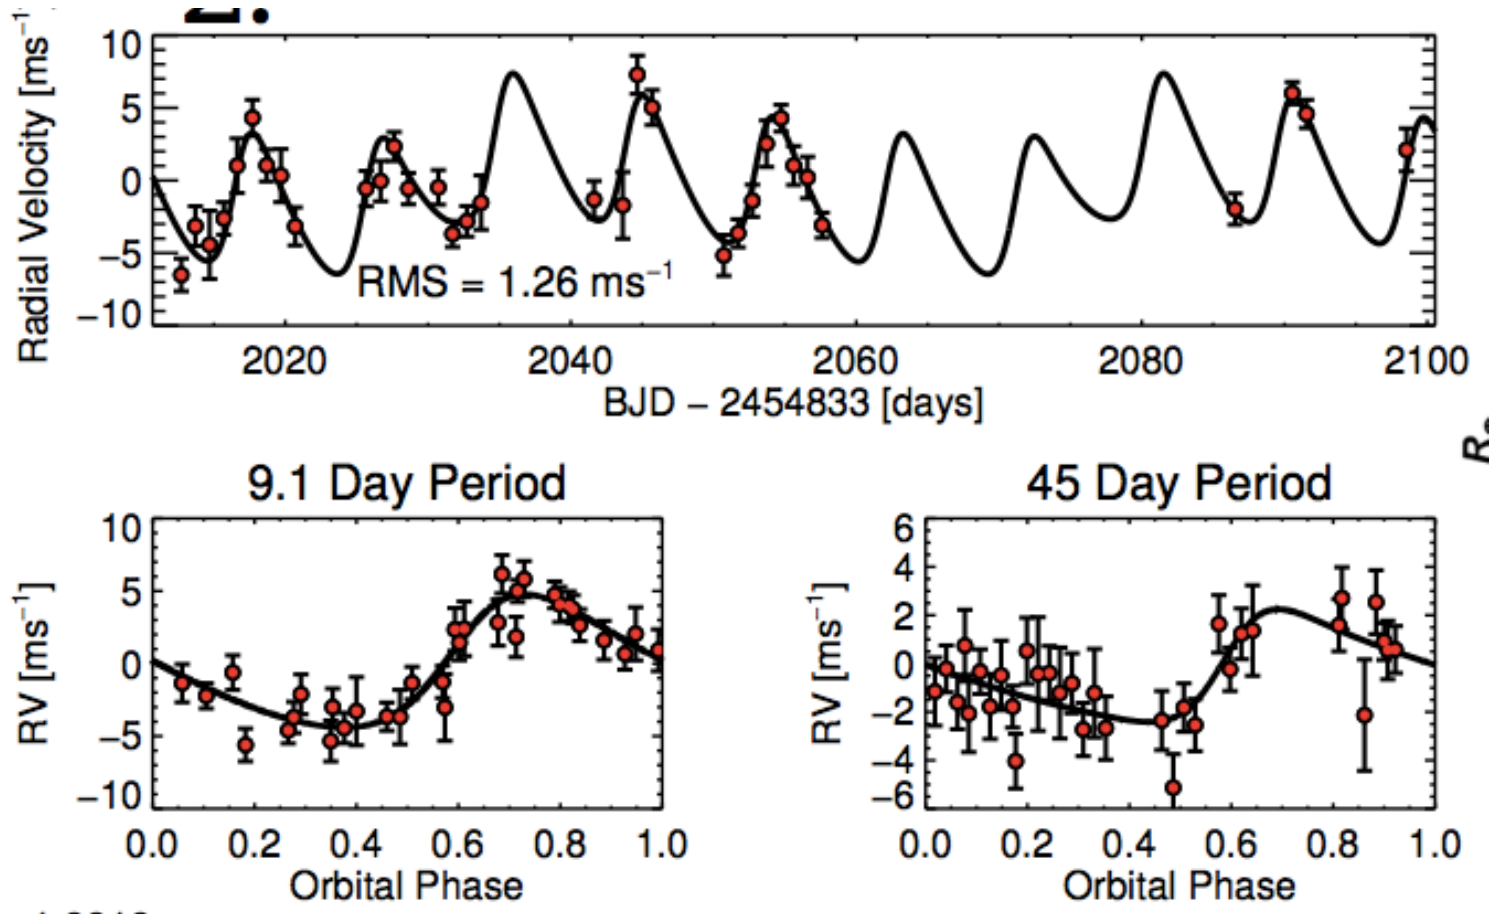 2.
Radial Velocity [ms⁻¹]
10
5
0
−5
−10
RMS = 1.26 ms⁻¹
2020 2040 2060 2080 2100
BJD − 2454833 [days]
9.1 Day Period
RV [ms⁻¹]
10
5
0
−5
−10
0.0 0.2 0.4 0.6 0.8 1.0
Orbital Phase
45 Day Period
RV [ms⁻¹]
6
4
2
0
−2
−4
−6
0.0 0.2 0.4 0.6 0.8 1.0
Orbital Phase